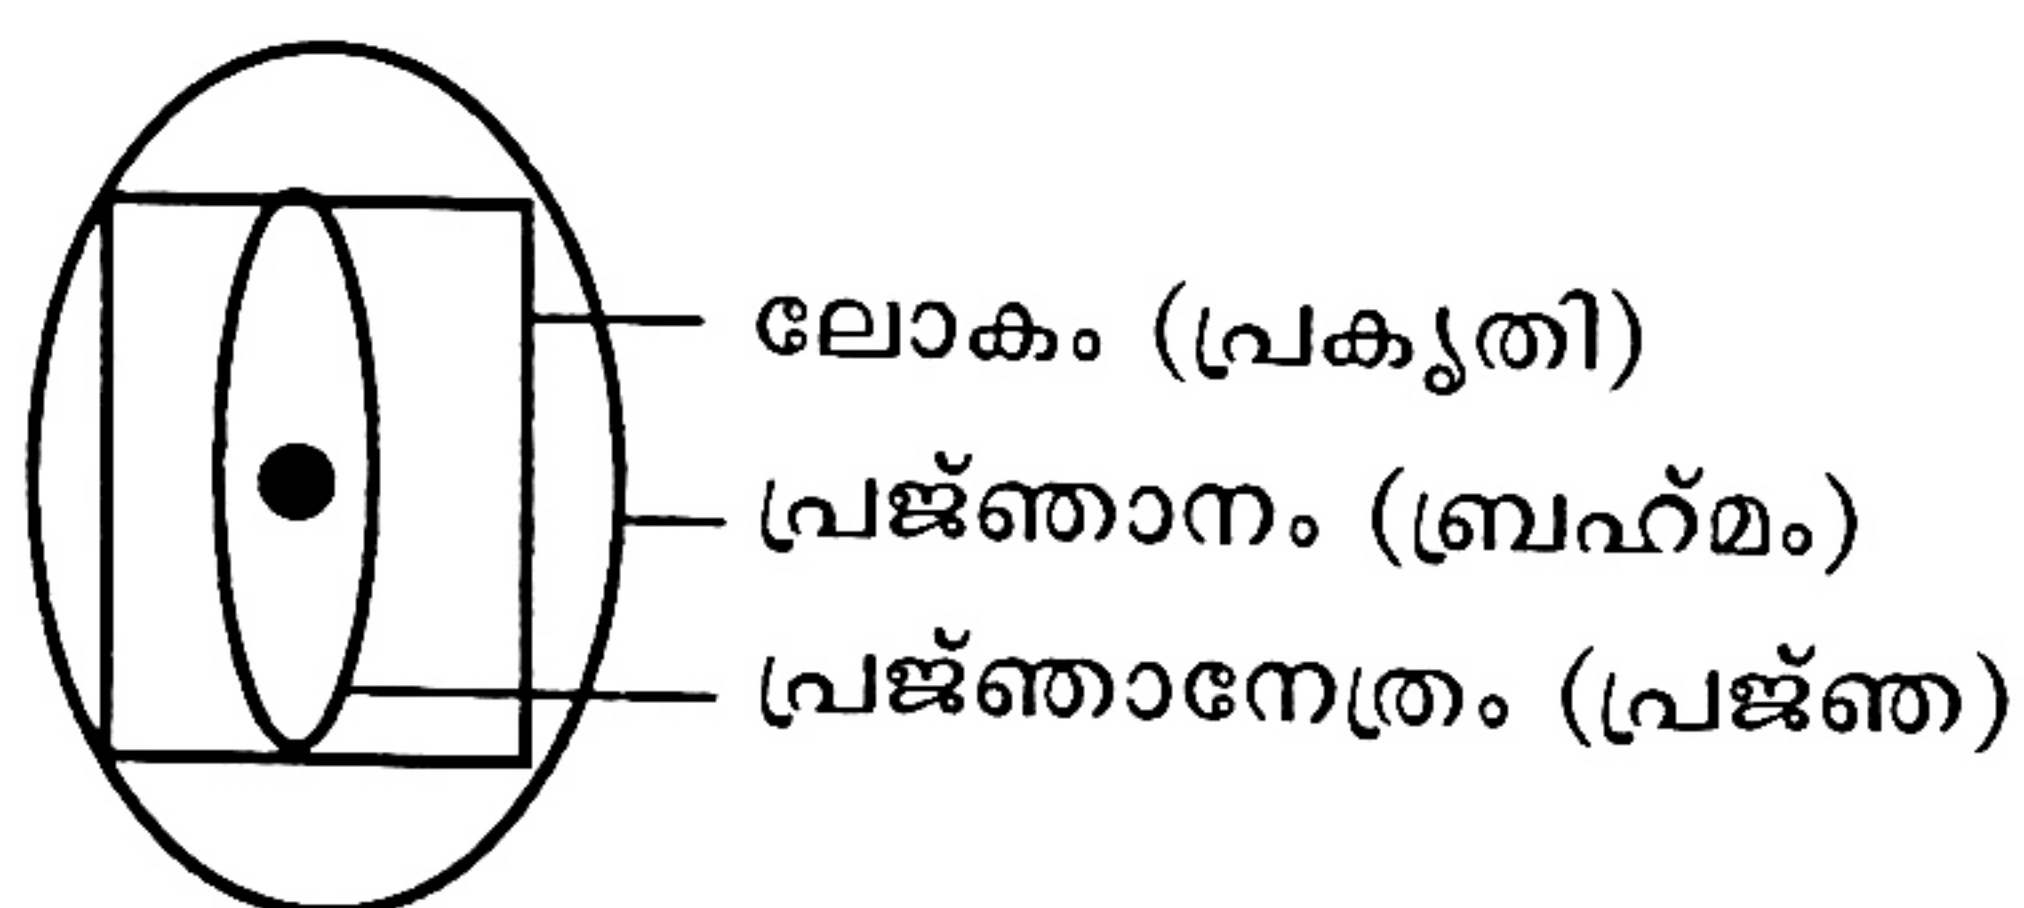 ലോകം (പ്രകൃതി)
പ്രജ്ഞാനം (ബ്രഹ്‌മം)
പ്രജ്ഞാനേത്രം (പ്രജ്ഞ)